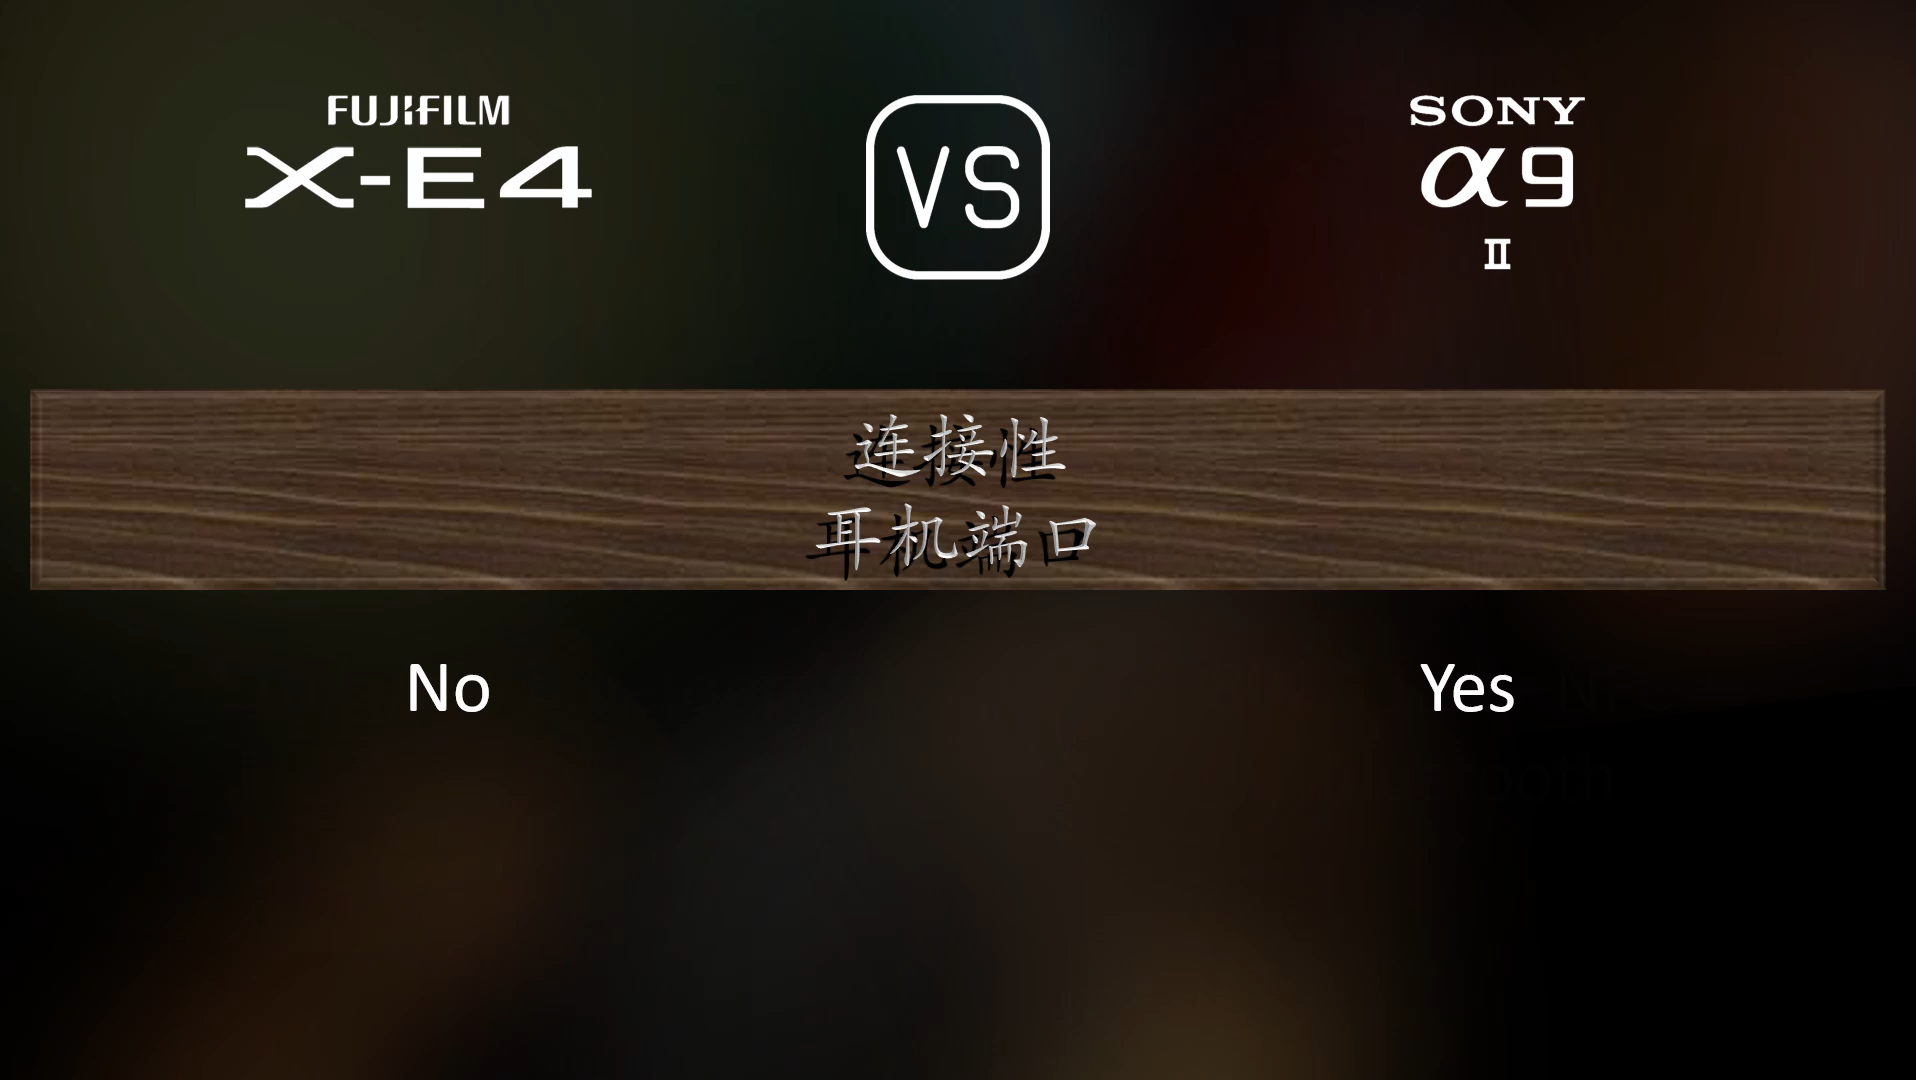 FUJIFILM
X-E4
VS
SONY
α9
II
连接性
耳机端口
No
Yes